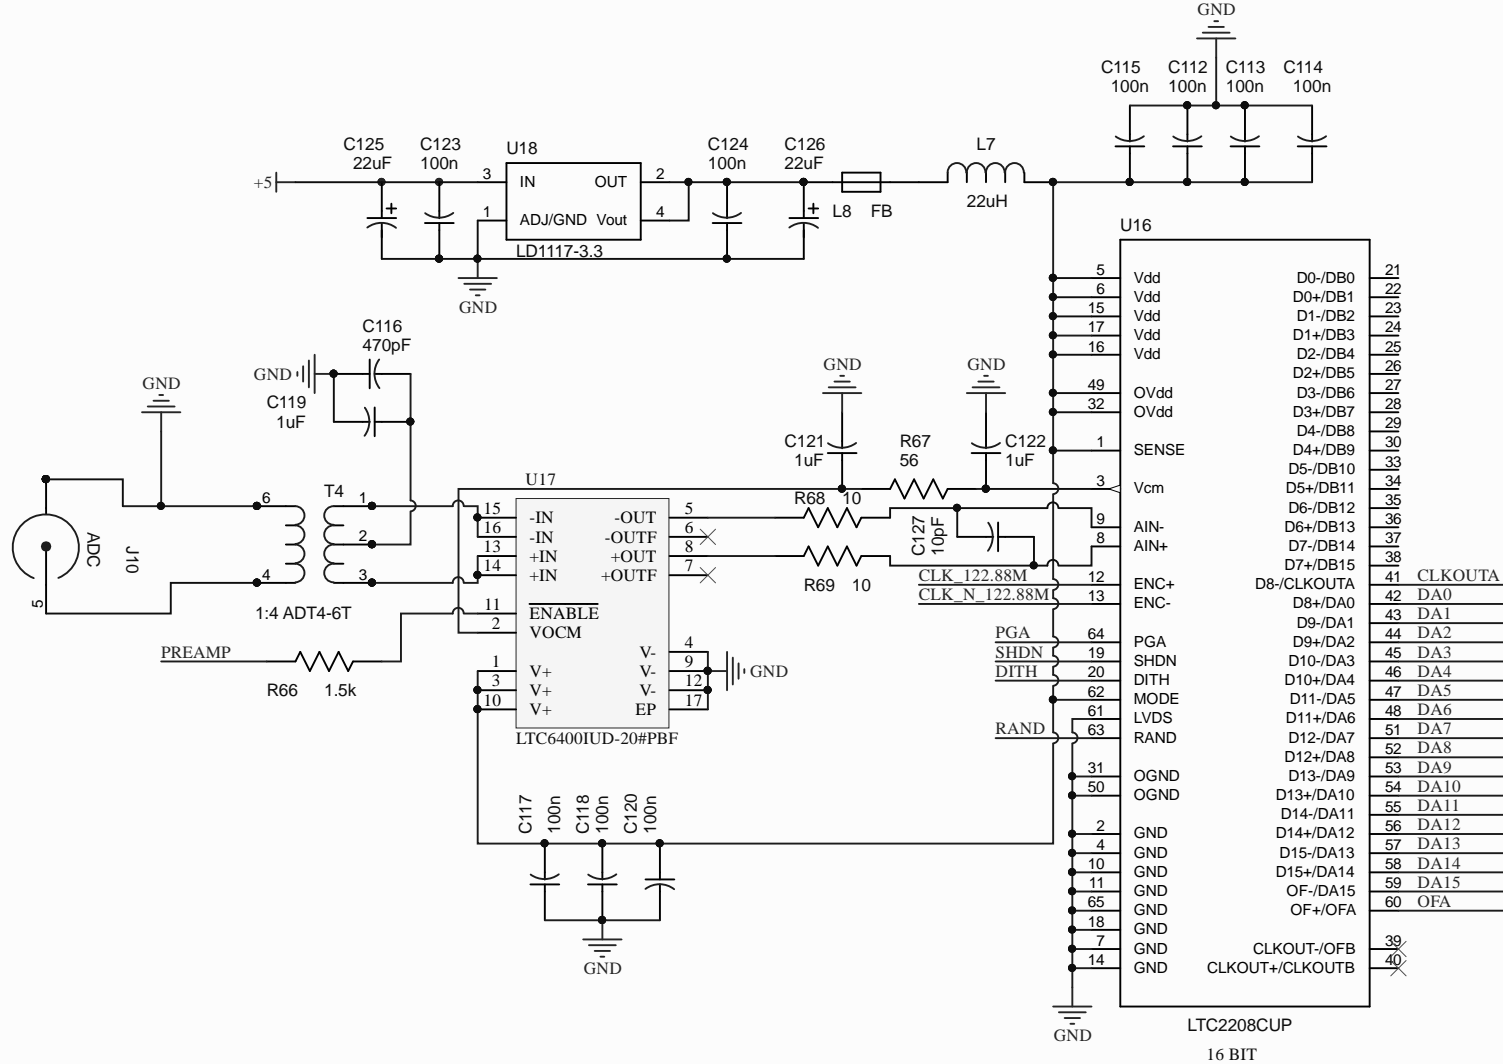 GND
C115 C112 C113 C114
100n 100n 100n 100n
C125 C123 U18 C124 C126 L7
22uF 100n 100n 22uF
+5
3 IN OUT 2
1 ADJ/GND Vout 4
+ +
LD1117-3.3
L8 FB
22uH
GND
U16
5 Vdd D0-/DB0 21
6 Vdd D0+/DB1 22
15 Vdd D1-/DB2 23
17 Vdd D1+/DB3 24
16 Vdd D2-/DB4 25
D2+/DB5 26
49 OVdd D3-/DB6 27
32 OVdd D3+/DB7 28
D4-/DB8 29
1 SENSE D4+/DB9 30
D5-/DB10 33
3 Vcm D5+/DB11 34
D6-/DB12 35
9 AIN- D6+/DB13 36
8 AIN+ D7-/DB14 37
D7+/DB15 38
12 ENC+ D8-/CLKOUTA 41 CLKOUTA
13 ENC- D8+/DA0 42 DA0
D9-/DA1 43 DA1
64 PGA D9+/DA2 44 DA2
19 SHDN D10-/DA3 45 DA3
20 DITH D10+/DA4 46 DA4
62 MODE D11-/DA5 47 DA5
61 LVDS D11+/DA6 48 DA6
63 RAND D12-/DA7 51 DA7
D12+/DA8 52 DA8
31 OGND D13-/DA9 53 DA9
50 OGND D13+/DA10 54 DA10
D14-/DA11 55 DA11
2 GND D14+/DA12 56 DA12
4 GND D15-/DA13 57 DA13
10 GND D15+/DA14 58 DA14
11 GND OF-/DA15 59 DA15
65 GND OF+/OFA 60 OFA
18 GND
7 GND CLKOUT-/OFB 39
14 GND CLKOUT+/CLKOUTB 40
GND
LTC2208CUP
16 BIT
C116
470pF
GND
C119
1uF
GND
GND
GND
C121
1uF
R67
56
C122
1uF
R68 10
C127
10pF
R69 10
CLK_122.88M
CLK_N_122.88M
PGA
SHDN
DITH
RAND
ADC
J10
5
6
4
T4
1
2
3
1:4 ADT4-6T
PREAMP
R66 1.5k
U17
15 -IN -OUT 5
16 -IN -OUTF 6
13 +IN +OUT 8
14 +IN +OUTF 7
11 ENABLE
2 VOCM
V- 4
1 V+ V- 9
3 V+ V- 12
10 V+ EP 17
GND
LTC6400IUD-20#PBF
C117
100n
C118
100n
C120
100n
GND